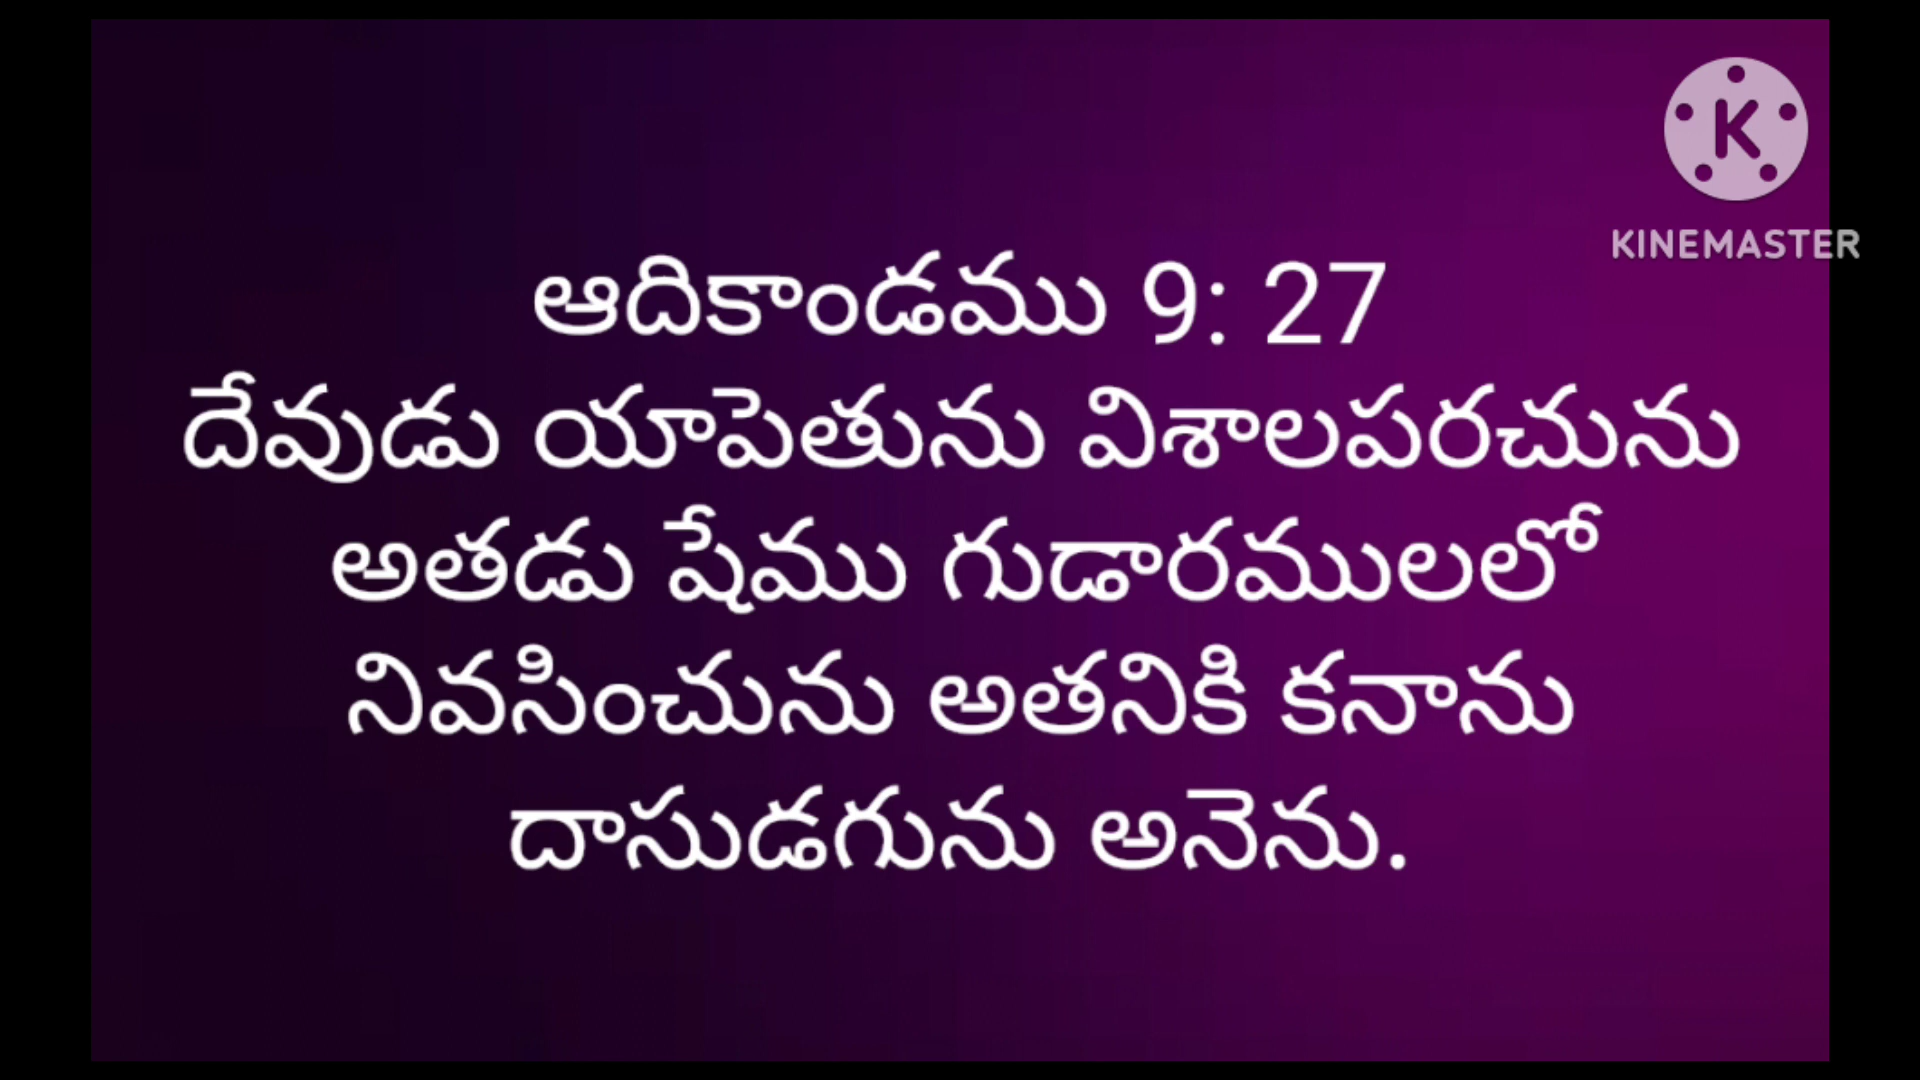 K
KINEMASTER
ఆదికాండము 9: 27
దేవుడు యాపెతును విశాలపరచును
అతడు షేము గుడారములలో
నివసించును అతనికి కనాను
దాసుడగును అనెను.